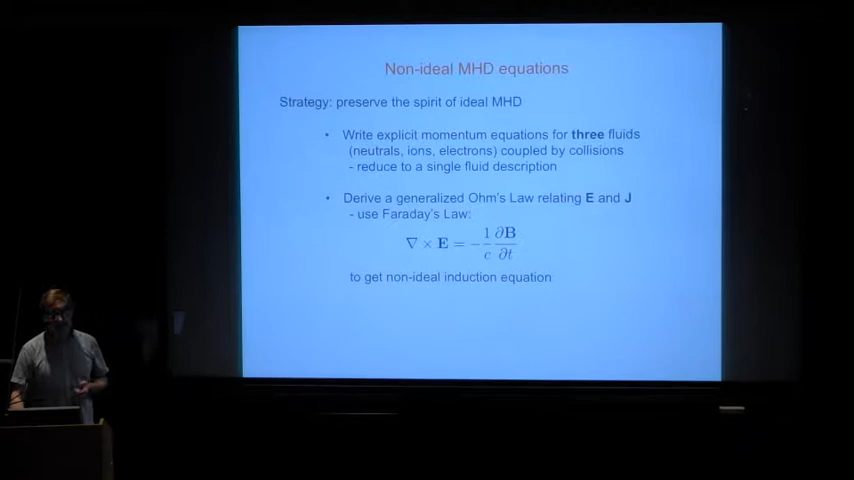 Non-ideal MHD equations
Strategy: preserve the spirit of ideal MHD
• Write explicit momentum equations for three fluids
(neutrals, ions, electrons) coupled by collisions
- reduce to a single fluid description
• Derive a generalized Ohm's Law relating E and J
- use Faraday's Law:
∇ × E = −1/c ∂B/∂t
to get non-ideal induction equation